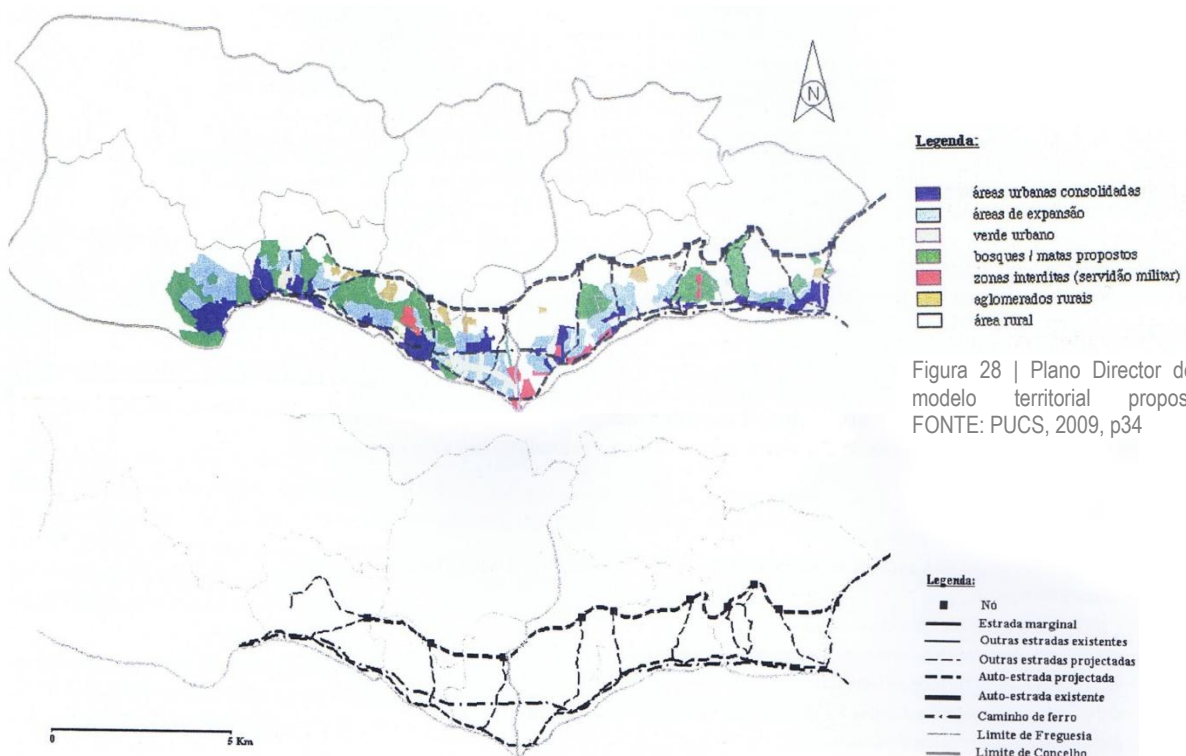 N
Legenda:
áreas urbanas consolidadas
áreas de expansão
verde urbano
bosques / matas propostos
zonas interditas (servidão militar)
aglomerados rurais
área rural
Figura 28 | Plano Director de
modelo territorial propos
FONTE: PUCS, 2009, p34
0 5 Km
Legenda:
Nó
Estrada marginal
Outras estradas existentes
Outras estradas projectadas
Auto-estrada projectada
Auto-estrada existente
Caminho de ferro
Limite de Freguesia
Limite de Concelho